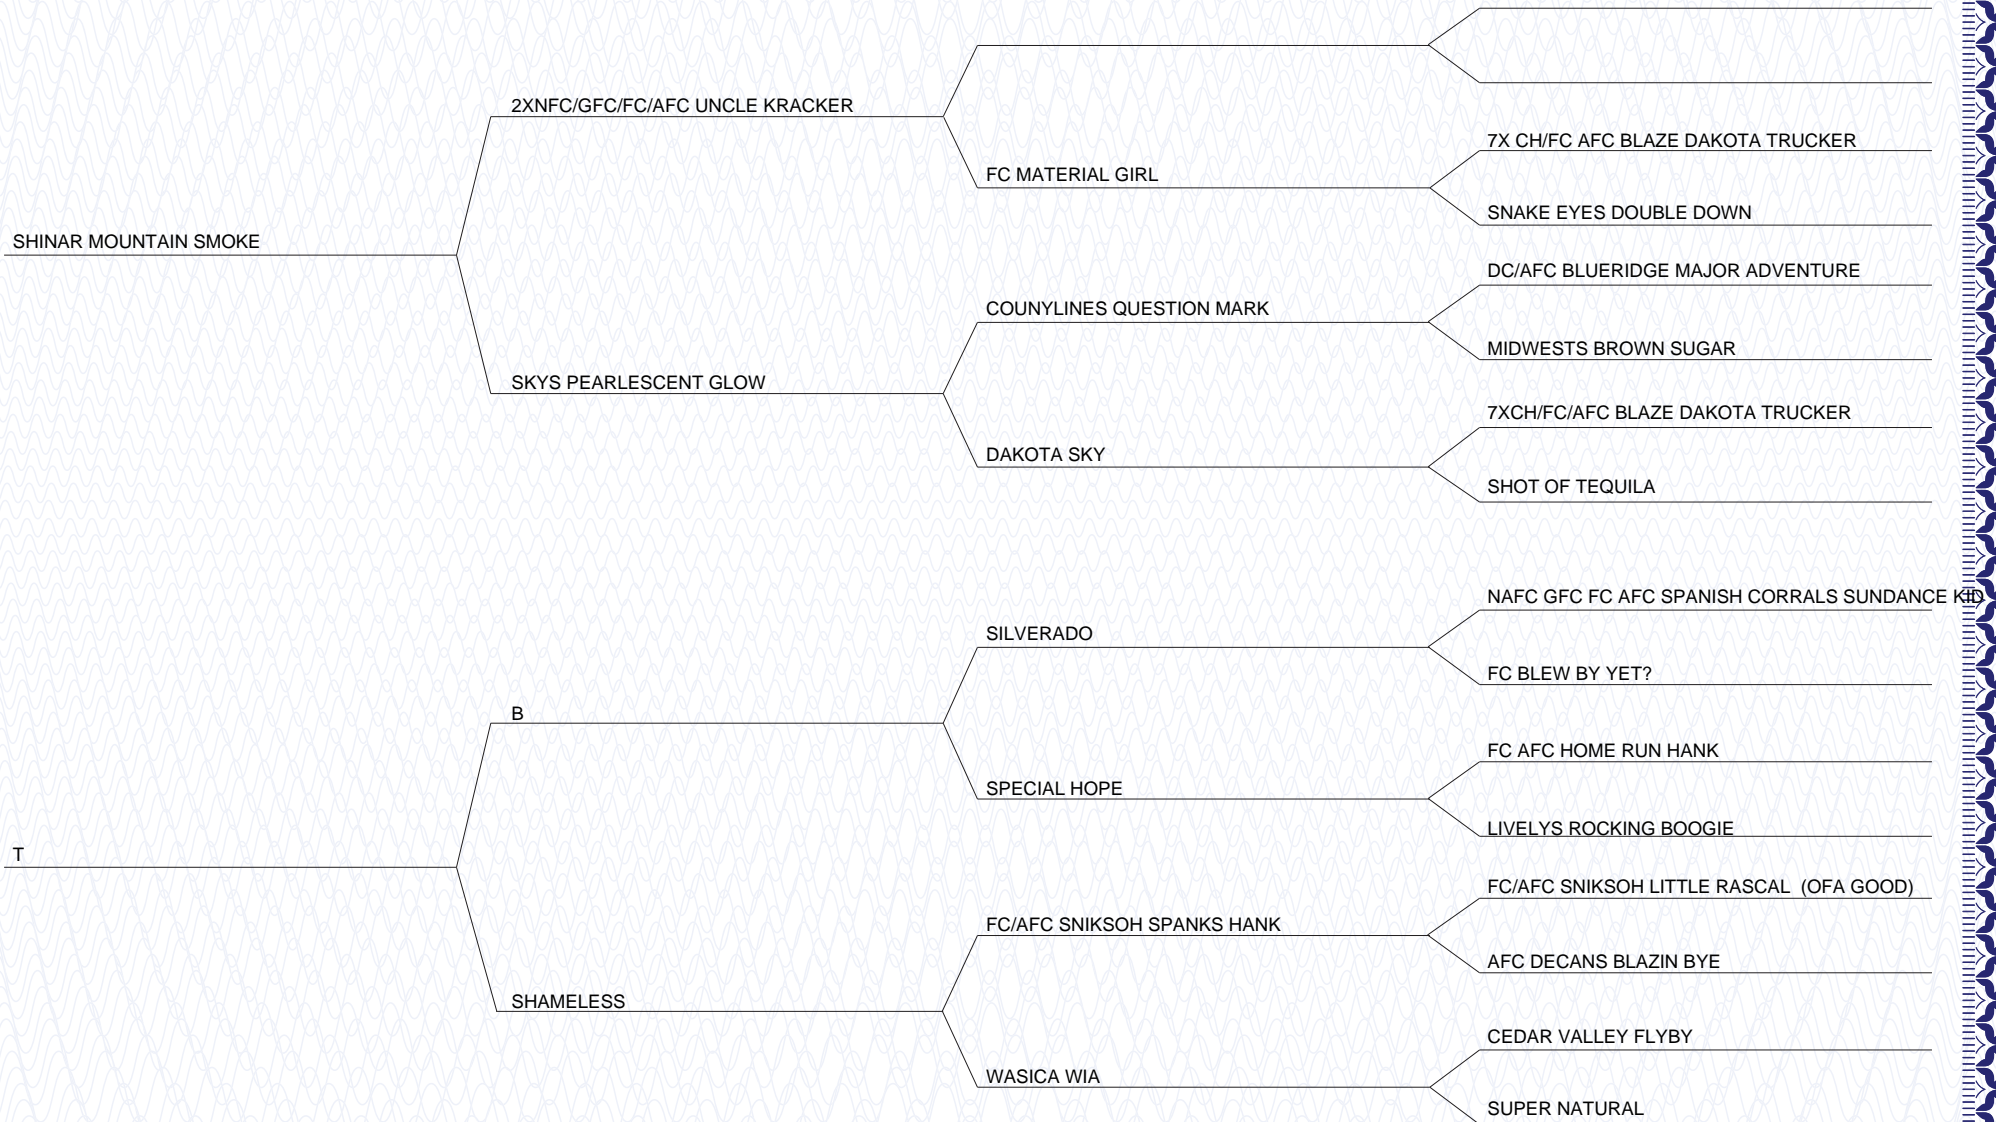 2XNFC/GFC/FC/AFC UNCLE KRACKER
7X CH/FC AFC BLAZE DAKOTA TRUCKER
FC MATERIAL GIRL
SNAKE EYES DOUBLE DOWN
SHINAR MOUNTAIN SMOKE
DC/AFC BLUERIDGE MAJOR ADVENTURE
COUNYLINES QUESTION MARK
MIDWESTS BROWN SUGAR
SKYS PEARLESCENT GLOW
7XCH/FC/AFC BLAZE DAKOTA TRUCKER
DAKOTA SKY
SHOT OF TEQUILA
NAFC GFC FC AFC SPANISH CORRALS SUNDANCE KID
SILVERADO
FC BLEW BY YET?
B
FC AFC HOME RUN HANK
SPECIAL HOPE
LIVELYS ROCKING BOOGIE
T
FC/AFC SNIKSOH LITTLE RASCAL  (OFA GOOD)
FC/AFC SNIKSOH SPANKS HANK
AFC DECANS BLAZIN BYE
SHAMELESS
CEDAR VALLEY FLYBY
WASICA WIA
SUPER NATURAL